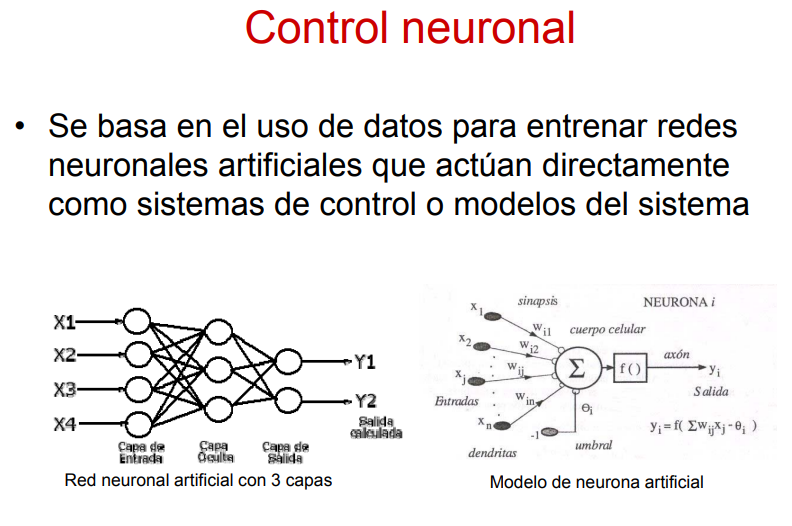 Control neuronal
• Se basa en el uso de datos para entrenar redes
neuronales artificiales que actúan directamente
como sistemas de control o modelos del sistema
X1
X2
X3
X4
Y1
Y2
Salida
calculada
Capa de
Entrada
Capa
Oculta
Capa de
Sálida
Red neuronal artificial con 3 capas
sinapsis
NEURONA i
x1
wi1
cuerpo celular
x2
wi2
xj
wij
Σ
f ( )
axón
yi
Entradas
win
Salida
θi
xn
-1
yi = f( Σwijxj - θi )
dendritas
umbral
Modelo de neurona artificial